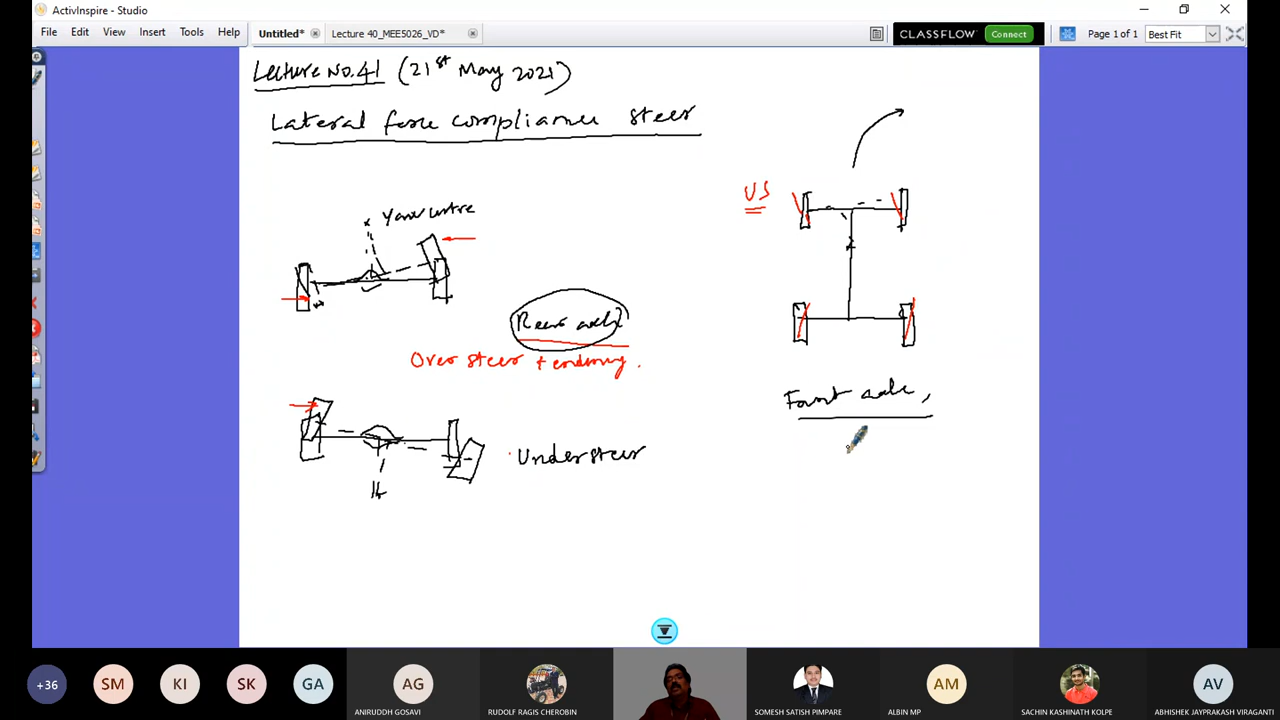 ActivInspire - Studio
File Edit View Insert Tools Help
Untitled* Lecture 40_MEE5026_VD*
CLASSFLOW Connect
Page 1 of 1
Best Fit
Lecture No.41 (21st May 2021)
Lateral force compliance steer
Yaw centre
US
Rear axle
Over steer tendency.
Front axle,
Understeer
+36
SM
KI
SK
GA
AG
AM
AV
ANIRUDDH GOSAVI
RUDOLF RAGIS CHEROBIN
SOMESH SATISH PIMPARE
ALBIN MP
SACHIN KASHINATH KOLPE
ABHISHEK JAYPRAKASH VIRAGANTI